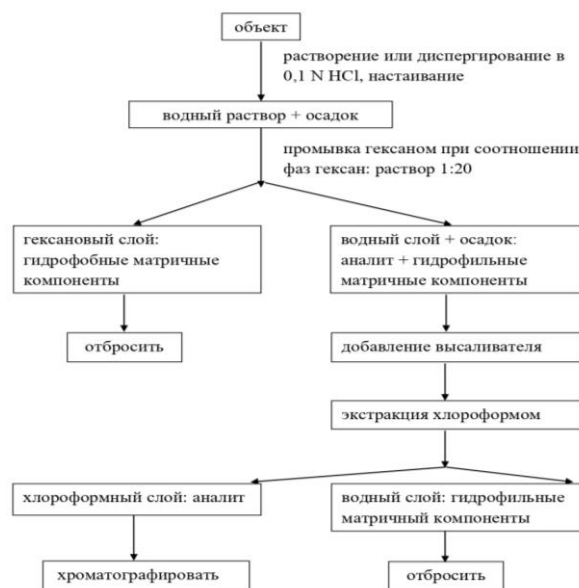 объект
растворение или диспергирование в
0,1 N HCl, настаивание
водный раствор + осадок
промывка гексаном при соотношении
фаз гексан: раствор 1:20
гексановый слой:
гидрофобные матричные
компоненты
водный слой + осадок:
аналит + гидрофильные
матричные компоненты
отбросить
добавление высаливателя
экстракция хлороформом
хлороформный слой: аналит
водный слой: гидрофильные
матричный компоненты
хроматографировать
отбросить